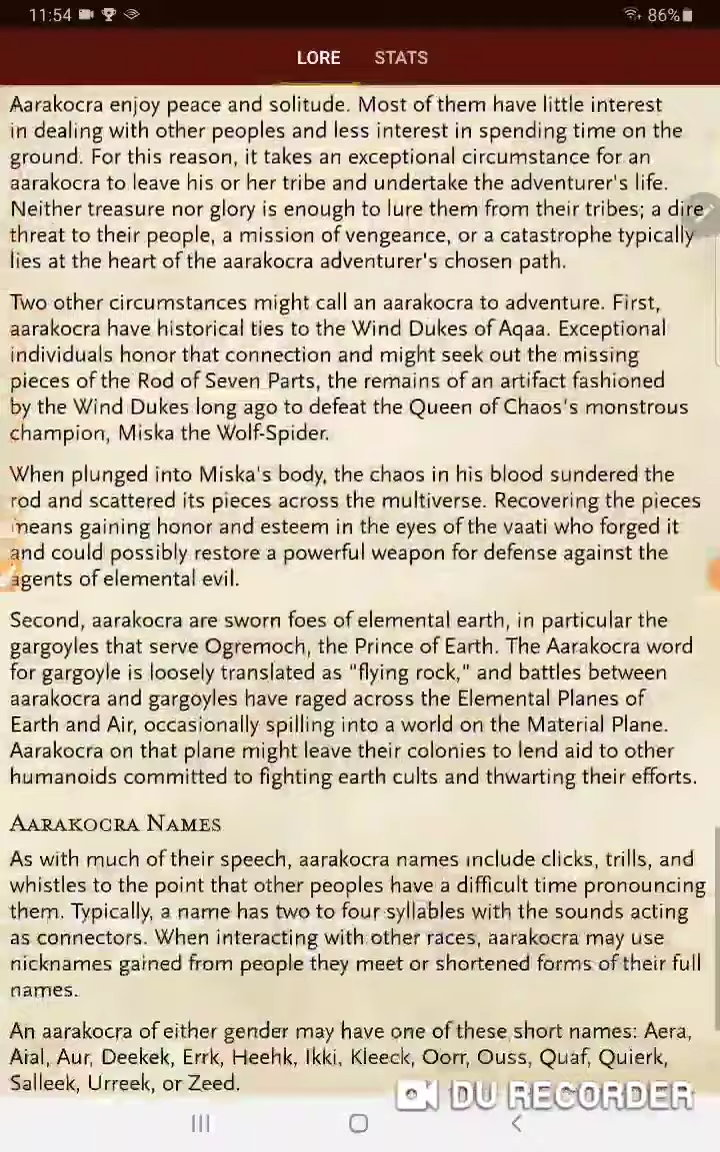 11:54 86%
LORE STATS
Aarakocra enjoy peace and solitude. Most of them have little interest
in dealing with other peoples and less interest in spending time on the
ground. For this reason, it takes an exceptional circumstance for an
aarakocra to leave his or her tribe and undertake the adventurer's life.
Neither treasure nor glory is enough to lure them from their tribes; a dire
threat to their people, a mission of vengeance, or a catastrophe typically
lies at the heart of the aarakocra adventurer's chosen path.
Two other circumstances might call an aarakocra to adventure. First,
aarakocra have historical ties to the Wind Dukes of Aqaa. Exceptional
individuals honor that connection and might seek out the missing
pieces of the Rod of Seven Parts, the remains of an artifact fashioned
by the Wind Dukes long ago to defeat the Queen of Chaos's monstrous
champion, Miska the Wolf-Spider.
When plunged into Miska's body, the chaos in his blood sundered the
rod and scattered its pieces across the multiverse. Recovering the pieces
means gaining honor and esteem in the eyes of the vaati who forged it
and could possibly restore a powerful weapon for defense against the
agents of elemental evil.
Second, aarakocra are sworn foes of elemental earth, in particular the
gargoyles that serve Ogremoch, the Prince of Earth. The Aarakocra word
for gargoyle is loosely translated as "flying rock," and battles between
aarakocra and gargoyles have raged across the Elemental Planes of
Earth and Air, occasionally spilling into a world on the Material Plane.
Aarakocra on that plane might leave their colonies to lend aid to other
humanoids committed to fighting earth cults and thwarting their efforts.
AARAKOCRA NAMES
As with much of their speech, aarakocra names include clicks, trills, and
whistles to the point that other peoples have a difficult time pronouncing
them. Typically, a name has two to four syllables with the sounds acting
as connectors. When interacting with other races, aarakocra may use
nicknames gained from people they meet or shortened forms of their full
names.
An aarakocra of either gender may have one of these short names: Aera,
Aial, Aur, Deekek, Errk, Heehk, Ikki, Kleeck, Oorr, Ouss, Quaf, Quierk,
Salleek, Urreek, or Zeed.
DU RECORDER